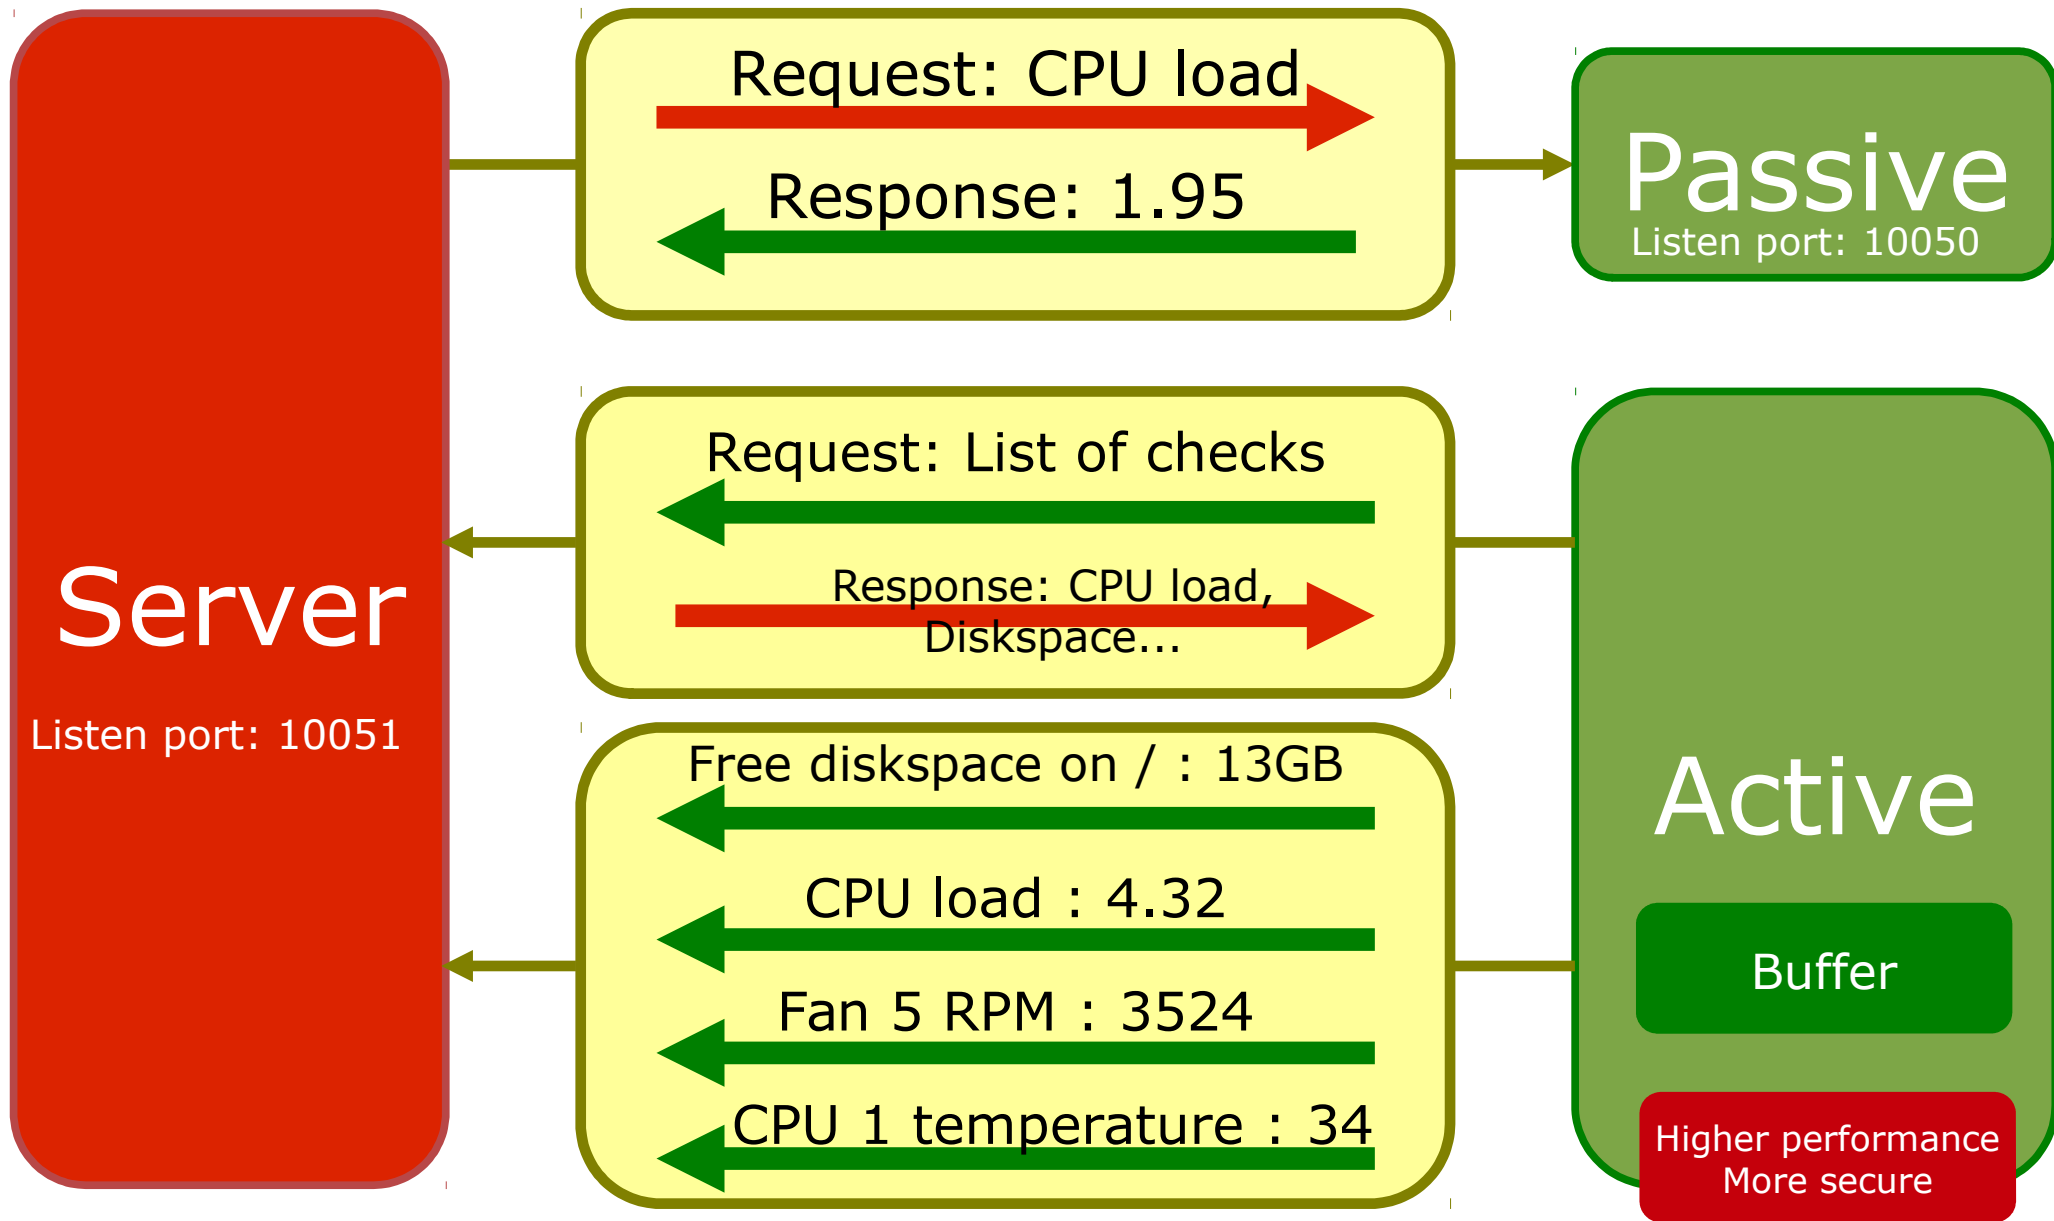 Server
Listen port: 10051
Request: CPU load
Response: 1.95
Passive
Listen port: 10050
Request: List of checks
Response: CPU load,
Diskspace...
Free diskspace on / : 13GB
CPU load : 4.32
Fan 5 RPM : 3524
CPU 1 temperature : 34
Active
Buffer
Higher performance
More secure